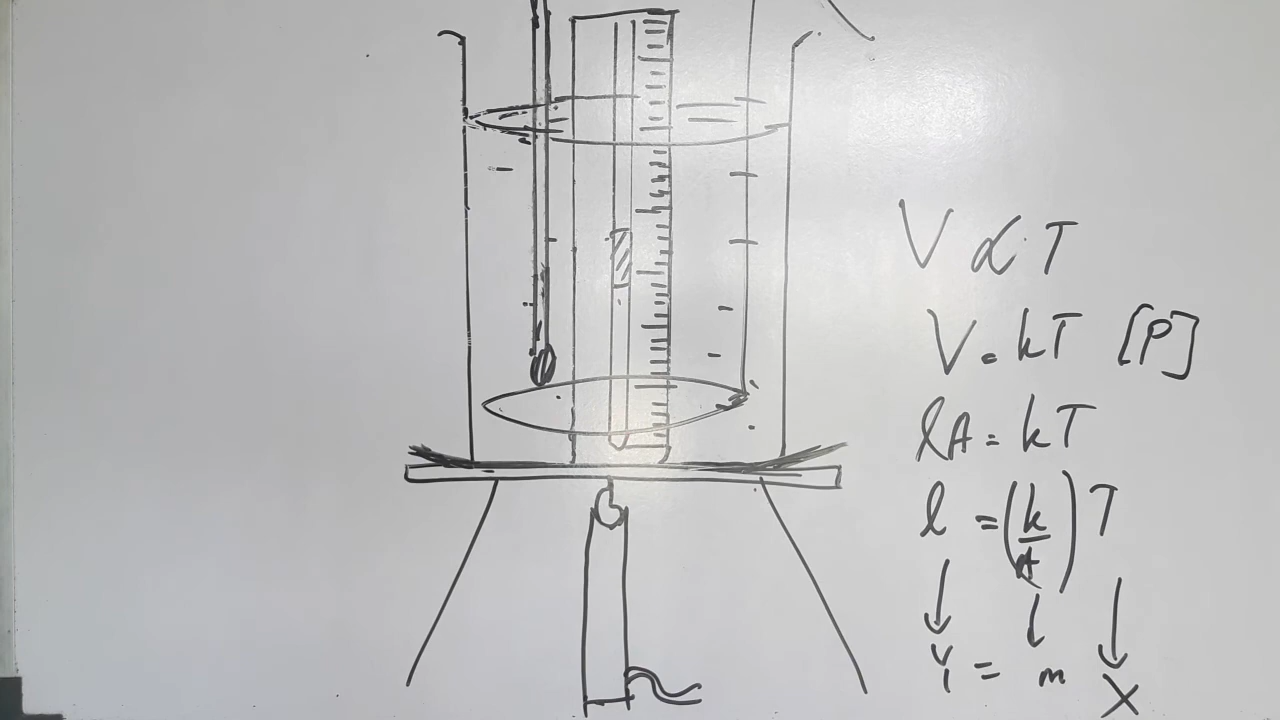 V ∝ T
V = kT [P]
lA = kT
l = (k/A) T
↓ ↓ ↓
Y = m X